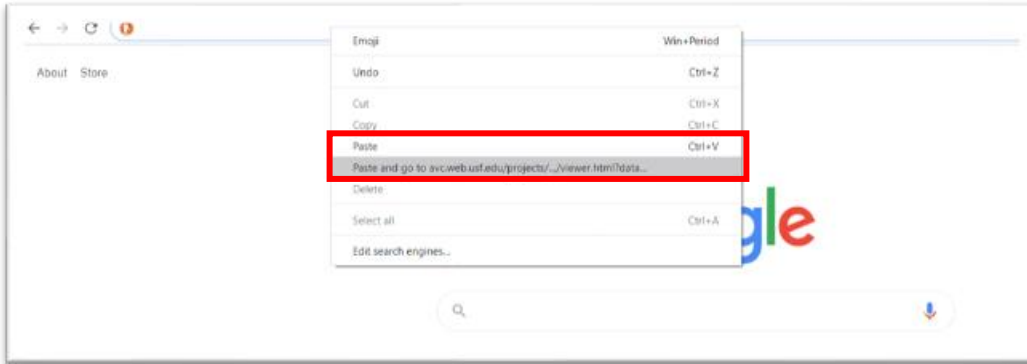 Emoji Win+Period
About Store
Undo Ctrl+Z
Cut Ctrl+X
Copy Ctrl+C
Paste Ctrl+V
Paste and go to avc.web.usf.edu/projects/.../viewer.html?data...
Delete
Select all Ctrl+A
gle
Edit search engines...